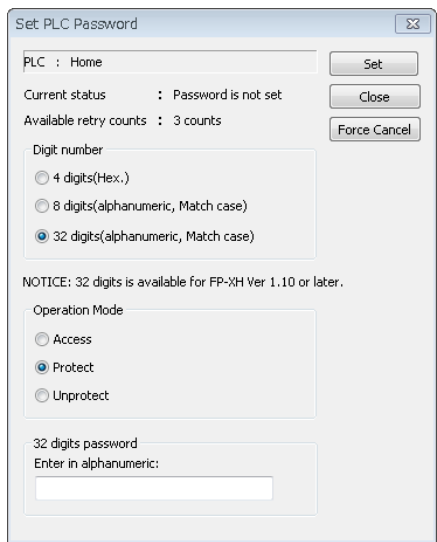 Set PLC Password
PLC : Home
Set
Current status : Password is not set
Close
Available retry counts : 3 counts
Force Cancel
Digit number
4 digits(Hex.)
8 digits(alphanumeric, Match case)
32 digits(alphanumeric, Match case)
NOTICE: 32 digits is available for FP-XH Ver 1.10 or later.
Operation Mode
Access
Protect
Unprotect
32 digits password
Enter in alphanumeric: